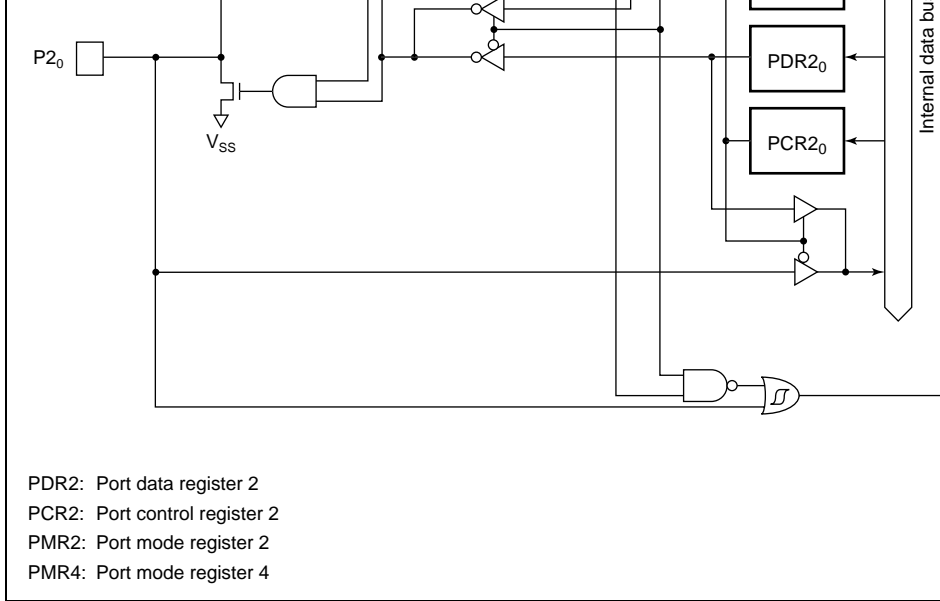 P2₀
V_SS
PDR2₀
PCR2₀
Internal data
PDR2: Port data register 2
PCR2: Port control register 2
PMR2: Port mode register 2
PMR4: Port mode register 4